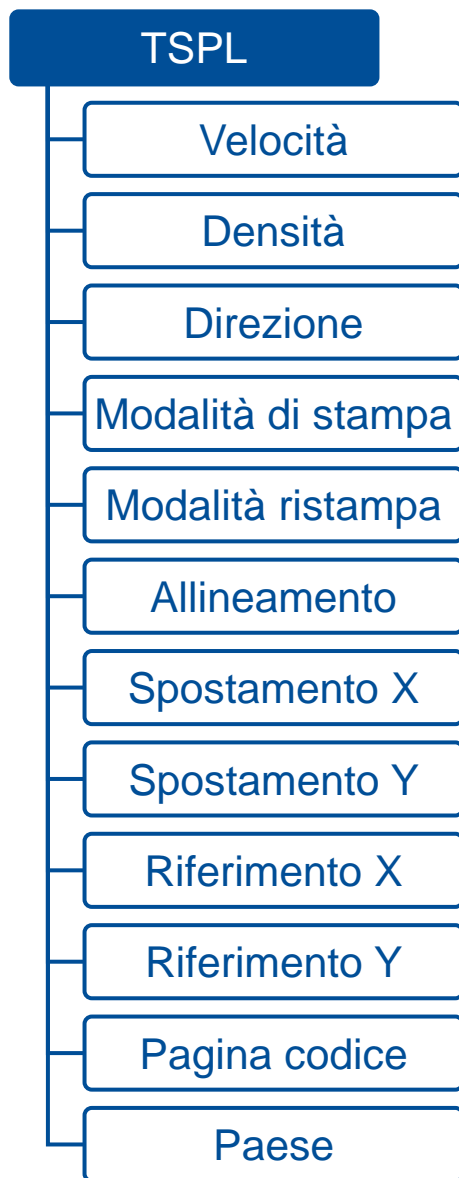 TSPL
Velocità
Densità
Direzione
Modalità di stampa
Modalità ristampa
Allineamento
Spostamento X
Spostamento Y
Riferimento X
Riferimento Y
Pagina codice
Paese